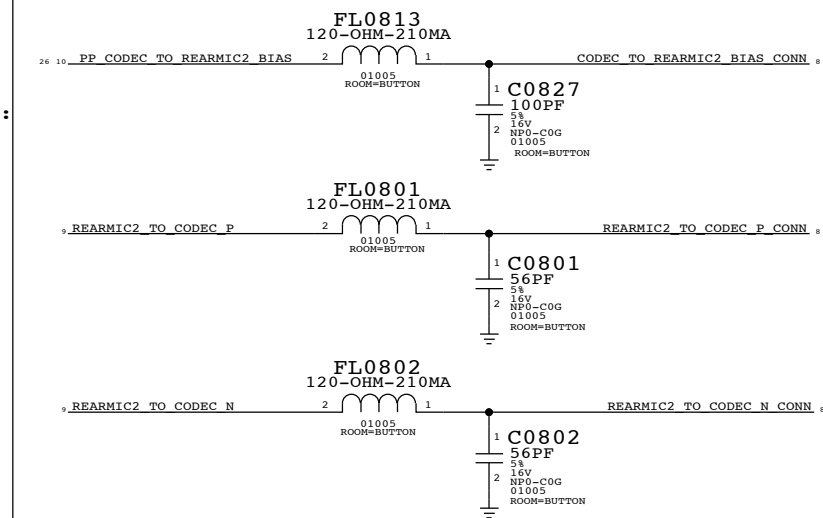 FL0813
120-OHM-210MA
26 10 PP_CODEC_TO_REARMIC2_BIAS 2 1 CODEC_TO_REARMIC2_BIAS_CONN 8
01005
ROOM=BUTTON
1 C0827
100PF
5%
16V
2 NP0-C0G
01005
ROOM=BUTTON
FL0801
120-OHM-210MA
9 REARMIC2_TO_CODEC_P 2 1 REARMIC2_TO_CODEC_P_CONN 8
01005
ROOM=BUTTON
1 C0801
56PF
5%
16V
2 NP0-C0G
01005
ROOM=BUTTON
FL0802
120-OHM-210MA
9 REARMIC2_TO_CODEC_N 2 1 REARMIC2_TO_CODEC_N_CONN 8
01005
ROOM=BUTTON
1 C0802
56PF
5%
16V
2 NP0-C0G
01005
ROOM=BUTTON